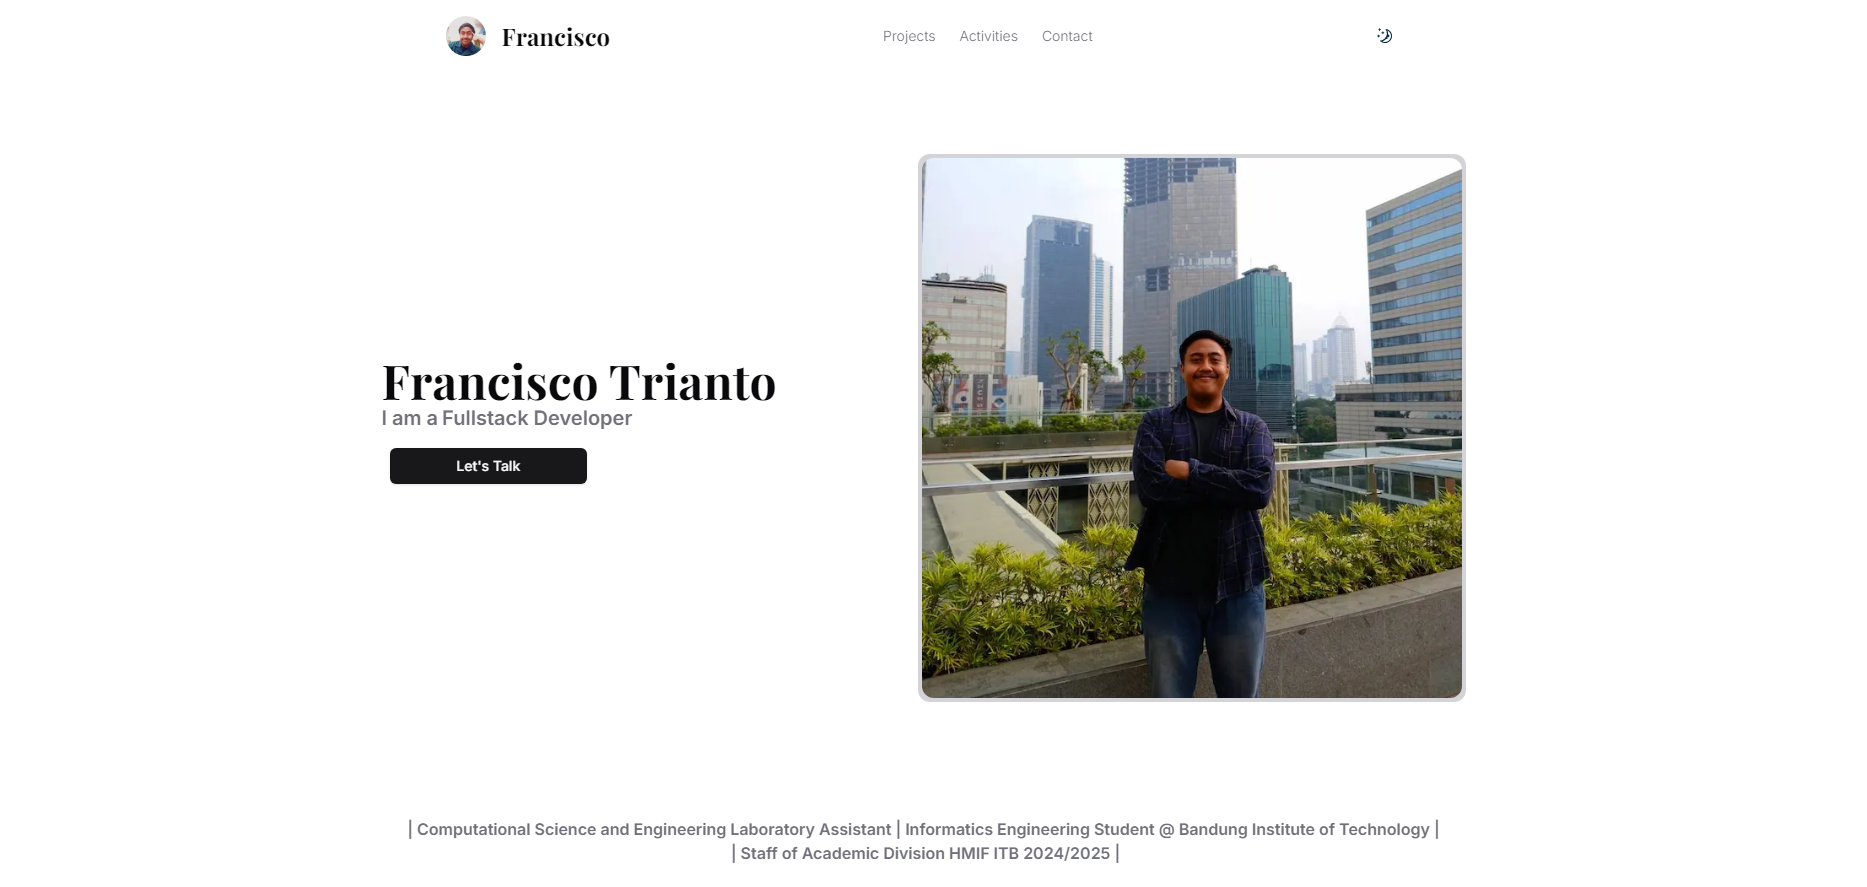 Francisco
Projects Activities Contact
Francisco Trianto
I am a Fullstack Developer
Let's Talk
| Computational Science and Engineering Laboratory Assistant | Informatics Engineering Student @ Bandung Institute of Technology |
| Staff of Academic Division HMIF ITB 2024/2025 |